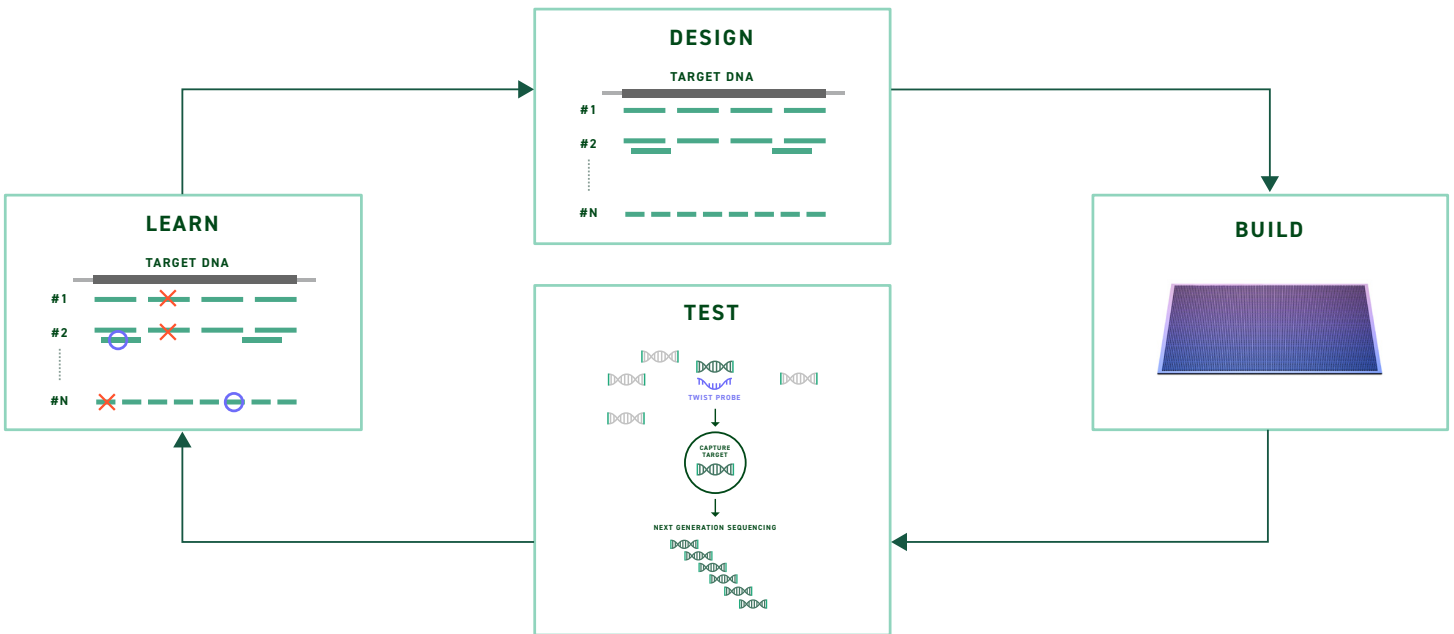 DESIGN
TARGET DNA
#1
#2
#N
LEARN
TARGET DNA
#1
#2
#N
BUILD
TEST
TWIST PROBE
CAPTURE
TARGET
NEXT GENERATION SEQUENCING